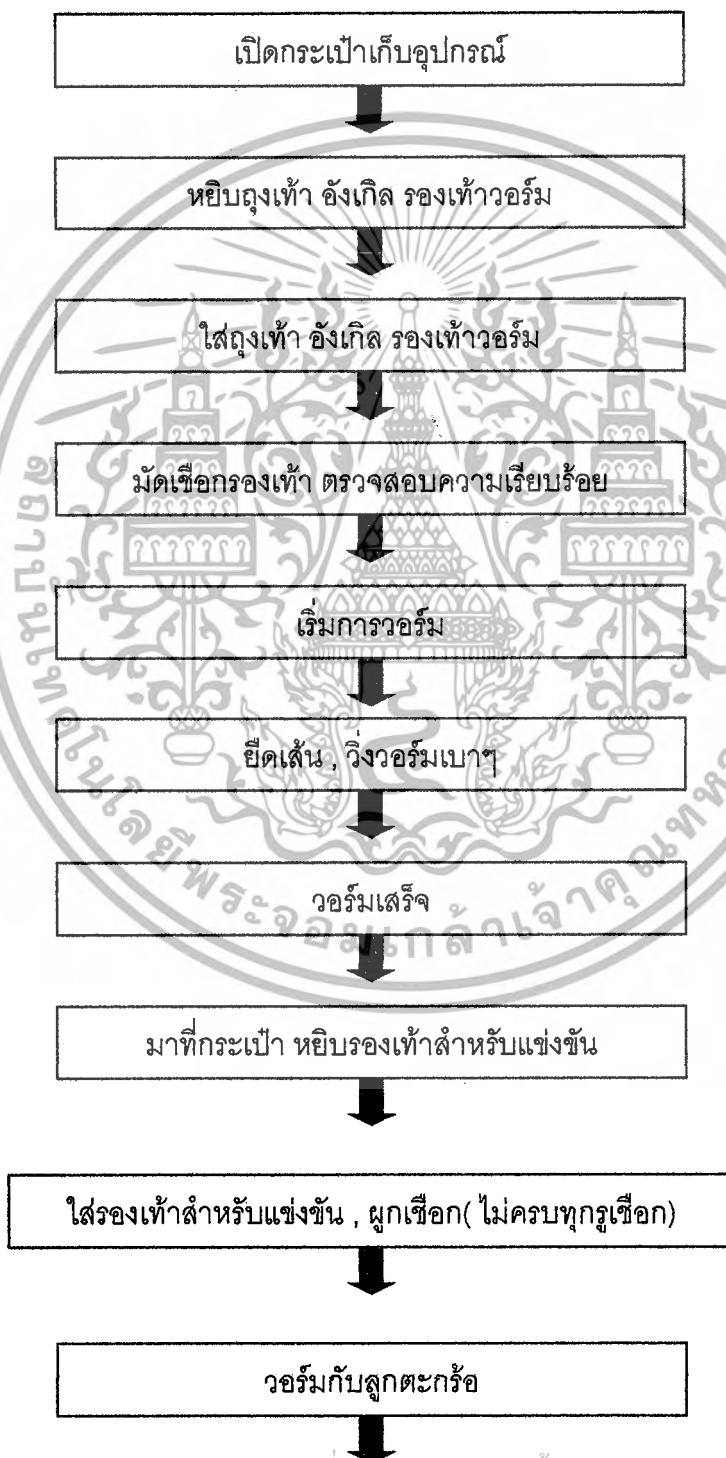 เปิดกระเป๋าเก็บอุปกรณ์
หยิบถุงเท้า อังเกิล รองเท้าวอร์ม
ใส่ถุงเท้า อังเกิล รองเท้าวอร์ม
มัดเชือกรองเท้า ตรวจสอบความเรียบร้อย
เริ่มการวอร์ม
ยืดเส้น , วิ่งวอร์มเบาๆ
วอร์มเสร็จ
มาที่กระเป๋า หยิบรองเท้าสำหรับแข่งขัน
ใส่รองเท้าสำหรับแข่งขัน , ผูกเชือก( ไม่ครบทุกรูเชือก)
วอร์มกับลูกตะกร้อ